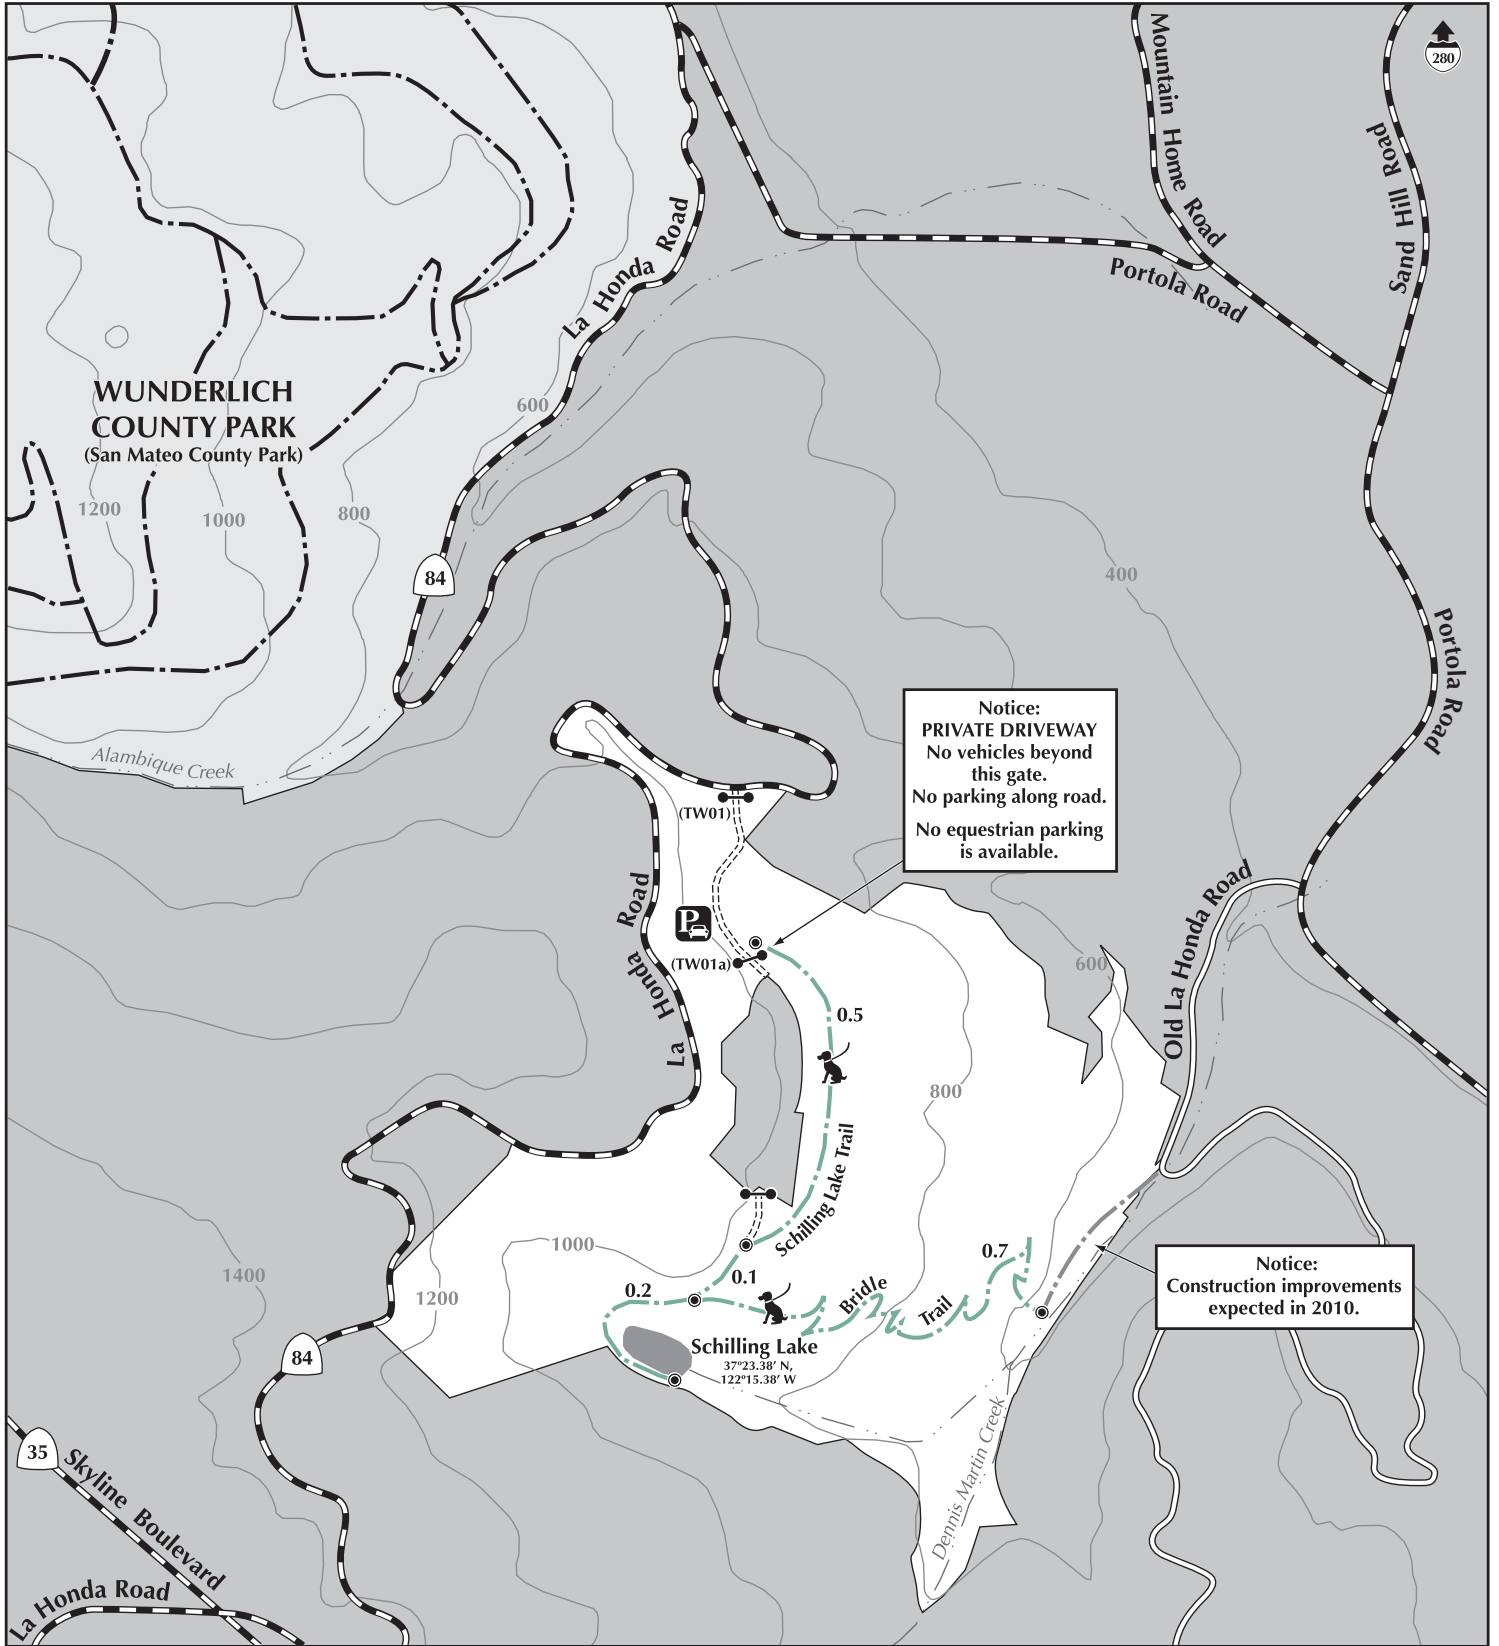 280
Mountain Home Road
Sand Hill Road
La Honda Road
Portola Road
WUNDERLICH
COUNTY PARK
(San Mateo County Park)
600
1200
1000
800
84
400
Portola Road
Alambique Creek
Notice:
PRIVATE DRIVEWAY
No vehicles beyond
this gate.
No parking along road.
No equestrian parking
is available.
(TW01)
La Honda Road
P
(TW01a)
Old La Honda Road
600
0.5
800
Schilling Lake Trail
1000
1400
1200
0.2
0.1
0.7
Bridle Trail
Notice:
Construction improvements
expected in 2010.
Schilling Lake
37º23.38' N,
122º15.38' W
84
35
Skyline Boulevard
Dennis Martin Creek
La Honda Road